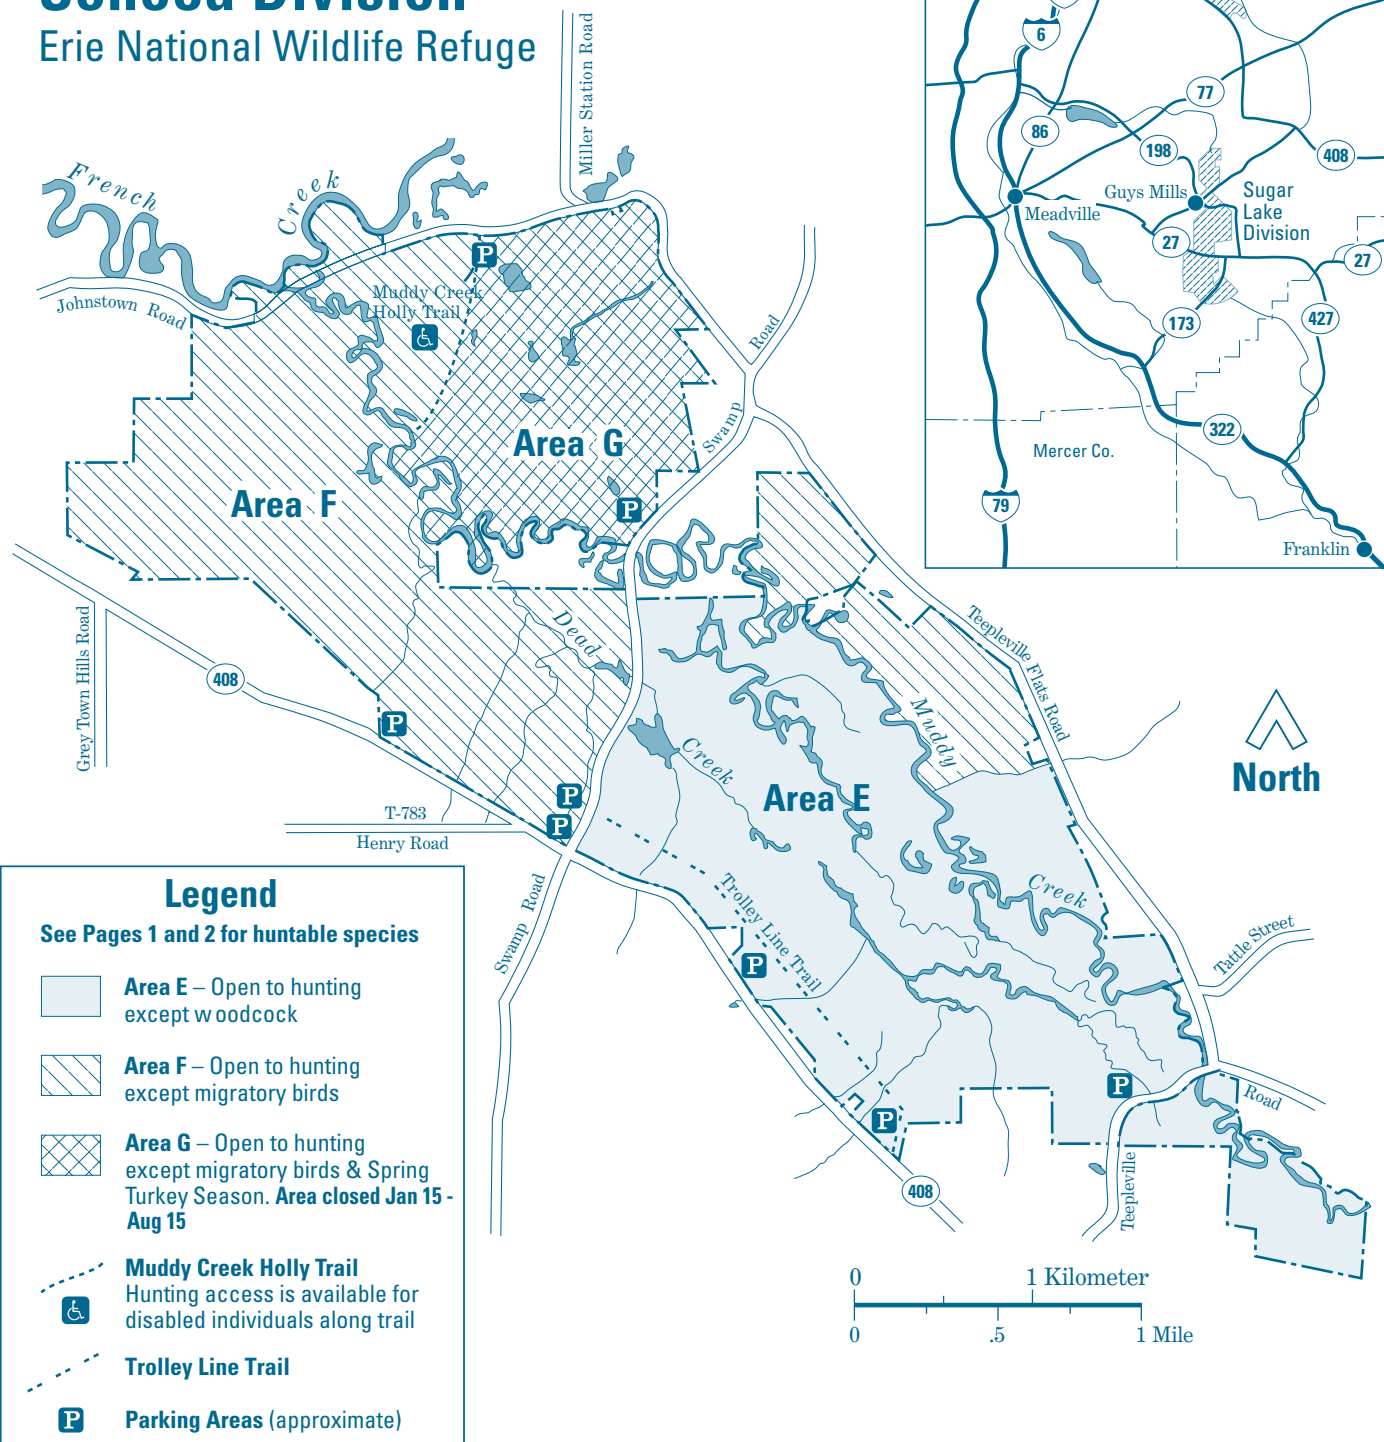 Seneca Division
Erie National Wildlife Refuge
Miller Station Road
French
Creek
Johnstown Road
Muddy Creek
Holly Trail
P
Area G
P
Area F
Swamp
Road
Grey Town Hills Road
408
P
Dead
Creek
Muddy
Creek
Teepleville Flats Road
Area E
P
P
T-783
Henry Road
Swamp Road
Trolley Line Trail
P
P
P
408
Tattle Street
Road
Teepleville
North
6
77
86
198
408
Guys Mills
Meadville
Sugar
Lake
Division
27
27
173
427
322
Mercer Co.
79
Franklin
Legend
See Pages 1 and 2 for huntable species
Area E – Open to hunting
except woodcock
Area F – Open to hunting
except migratory birds
Area G – Open to hunting
except migratory birds & Spring
Turkey Season. Area closed Jan 15 -
Aug 15
Muddy Creek Holly Trail
Hunting access is available for
disabled individuals along trail
Trolley Line Trail
P Parking Areas (approximate)
0 1 Kilometer
0 .5 1 Mile